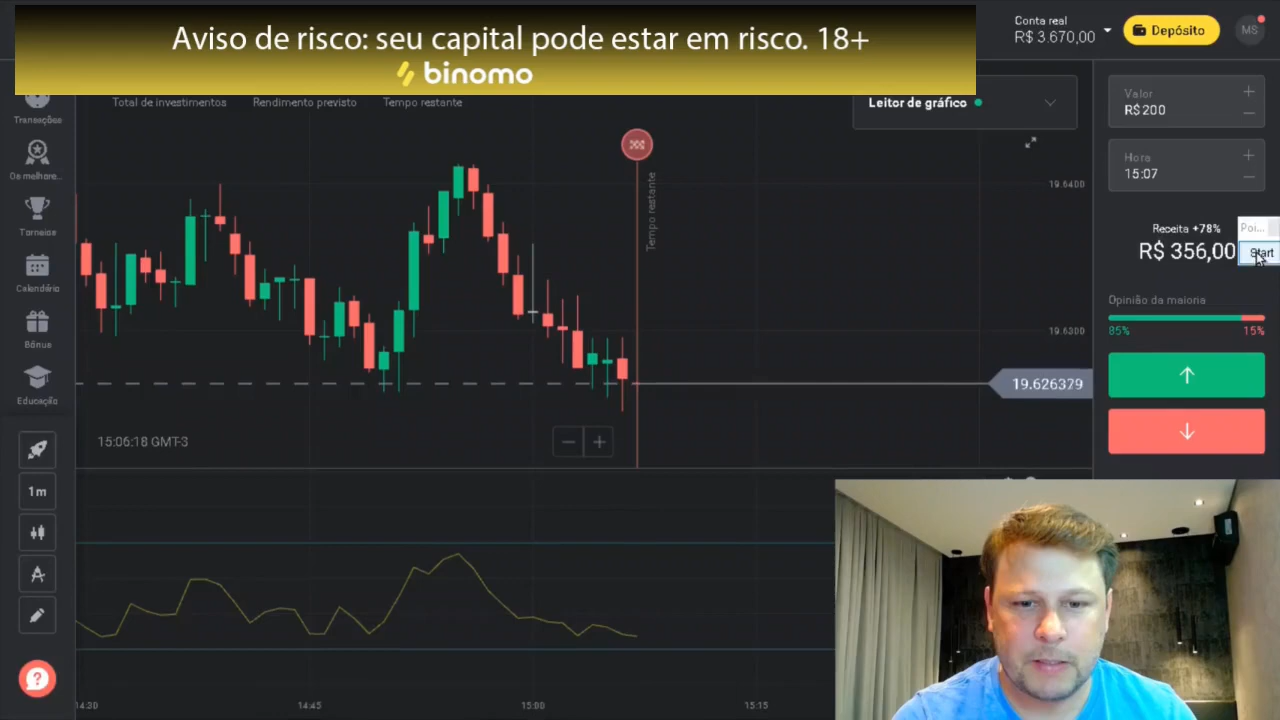 Aviso de risco: seu capital pode estar em risco. 18+
binomo
Conta real
R$ 3.670,00
Depósito
MS
Transações
Os melhore...
Torneios
Calendário
Bônus
Educação
1m
Total de investimentos
Rendimento previsto
Tempo restante
Leitor de gráfico
Tempo restante
19.6400
19.6300
19.626379
15:06:18 GMT-3
Valor
R$200
Hora
15:07
Receita +78%
R$ 356,00
Poi...
Start
Opinião da maioria
85%
15%
14:30
14:45
15:00
15:15